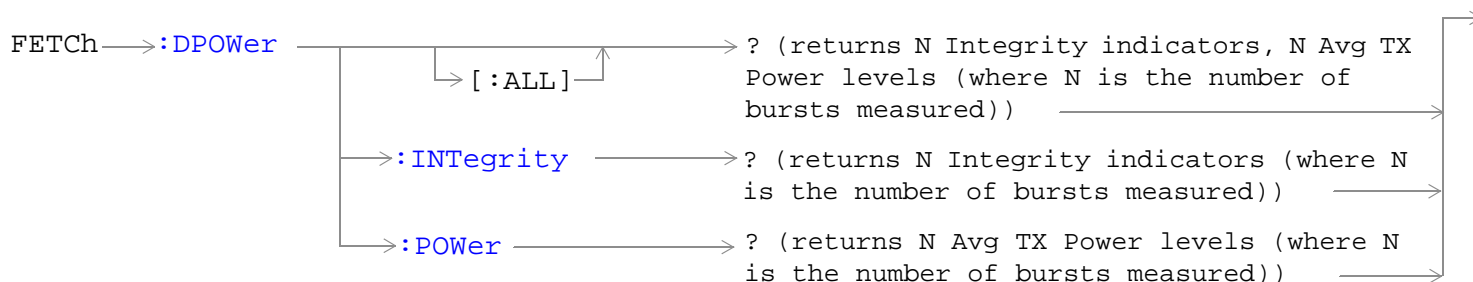 FETCh :DPOWer ? (returns N Integrity indicators, N Avg TX
[:ALL] Power levels (where N is the number of
bursts measured))
:INTegrity ? (returns N Integrity indicators (where N
is the number of bursts measured))
:POWer ? (returns N Avg TX Power levels (where N
is the number of bursts measured))